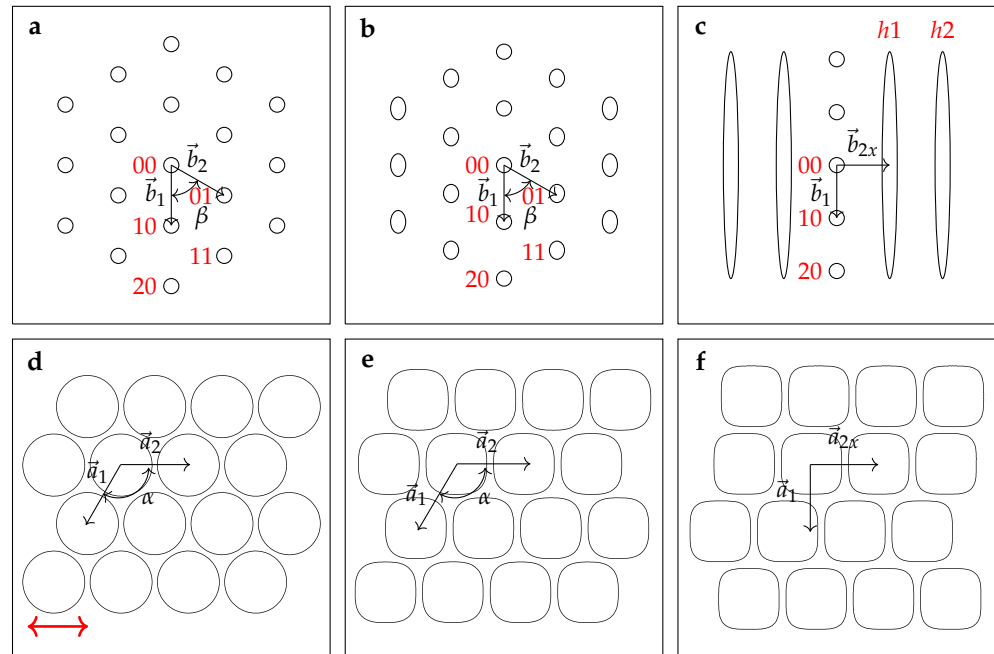 a
00
b⃗₂
b⃗₁
01
10
β
11
20
b
00
b⃗₂
b⃗₁
01
10
β
11
20
c
h1 h2
b⃗₂ₓ
00
b⃗₁
10
20
d
a⃗₂
a⃗₁
α
e
a⃗₂
a⃗₁
α
f
a⃗₂ₓ
a⃗₁